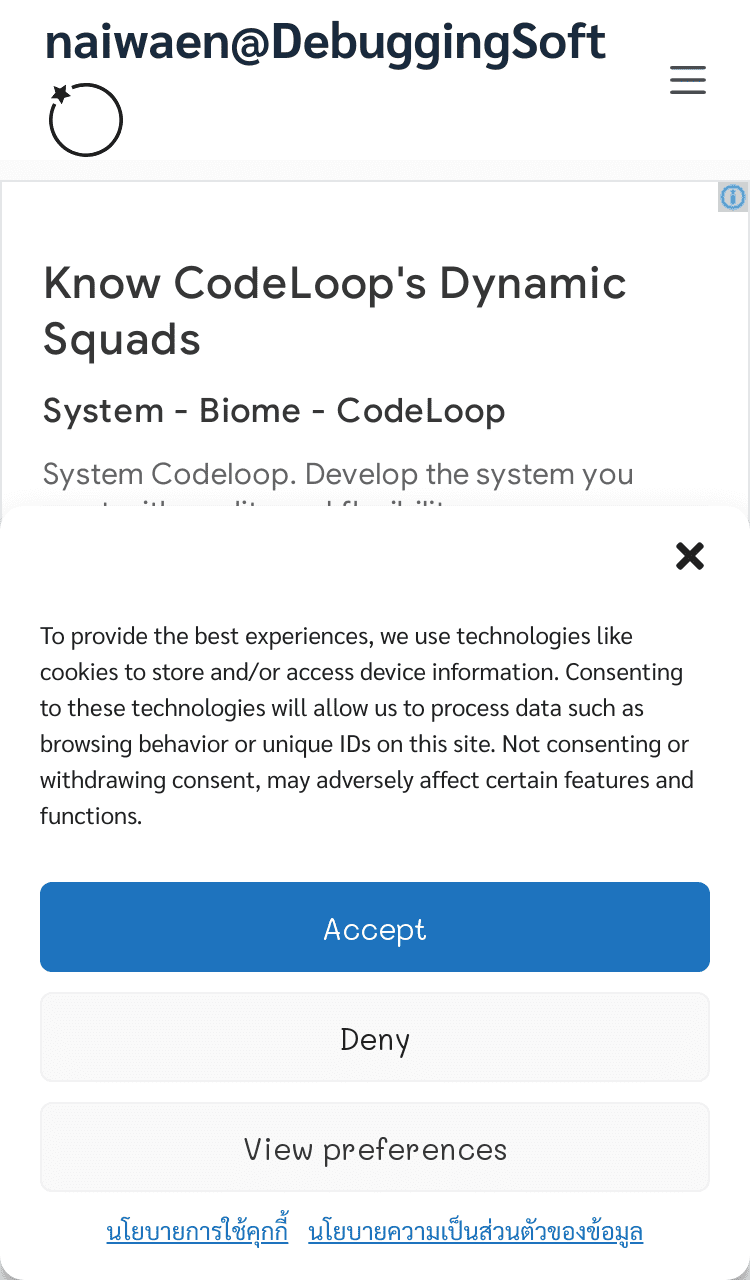 naiwaen@DebuggingSoft
Know CodeLoop's Dynamic
Squads
System - Biome - CodeLoop
System Codeloop. Develop the system you
To provide the best experiences, we use technologies like
cookies to store and/or access device information. Consenting
to these technologies will allow us to process data such as
browsing behavior or unique IDs on this site. Not consenting or
withdrawing consent, may adversely affect certain features and
functions.
Accept
Deny
View preferences
นโยบายการใช้คุกกี้ นโยบายความเป็นส่วนตัวของข้อมูล